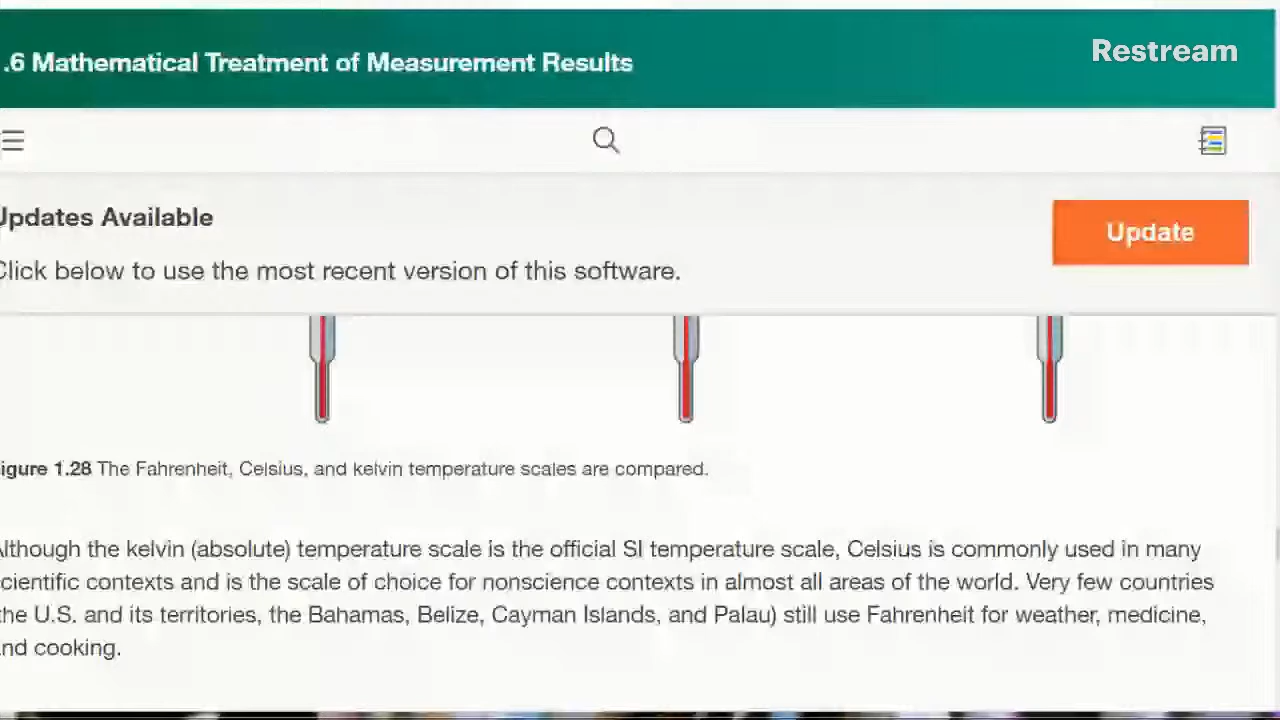 .6 Mathematical Treatment of Measurement Results
Restream
Updates Available
Update
Click below to use the most recent version of this software.
igure 1.28 The Fahrenheit, Celsius, and kelvin temperature scales are compared.
Although the kelvin (absolute) temperature scale is the official SI temperature scale, Celsius is commonly used in many
cientific contexts and is the scale of choice for nonscience contexts in almost all areas of the world. Very few countries
the U.S. and its territories, the Bahamas, Belize, Cayman Islands, and Palau) still use Fahrenheit for weather, medicine,
and cooking.